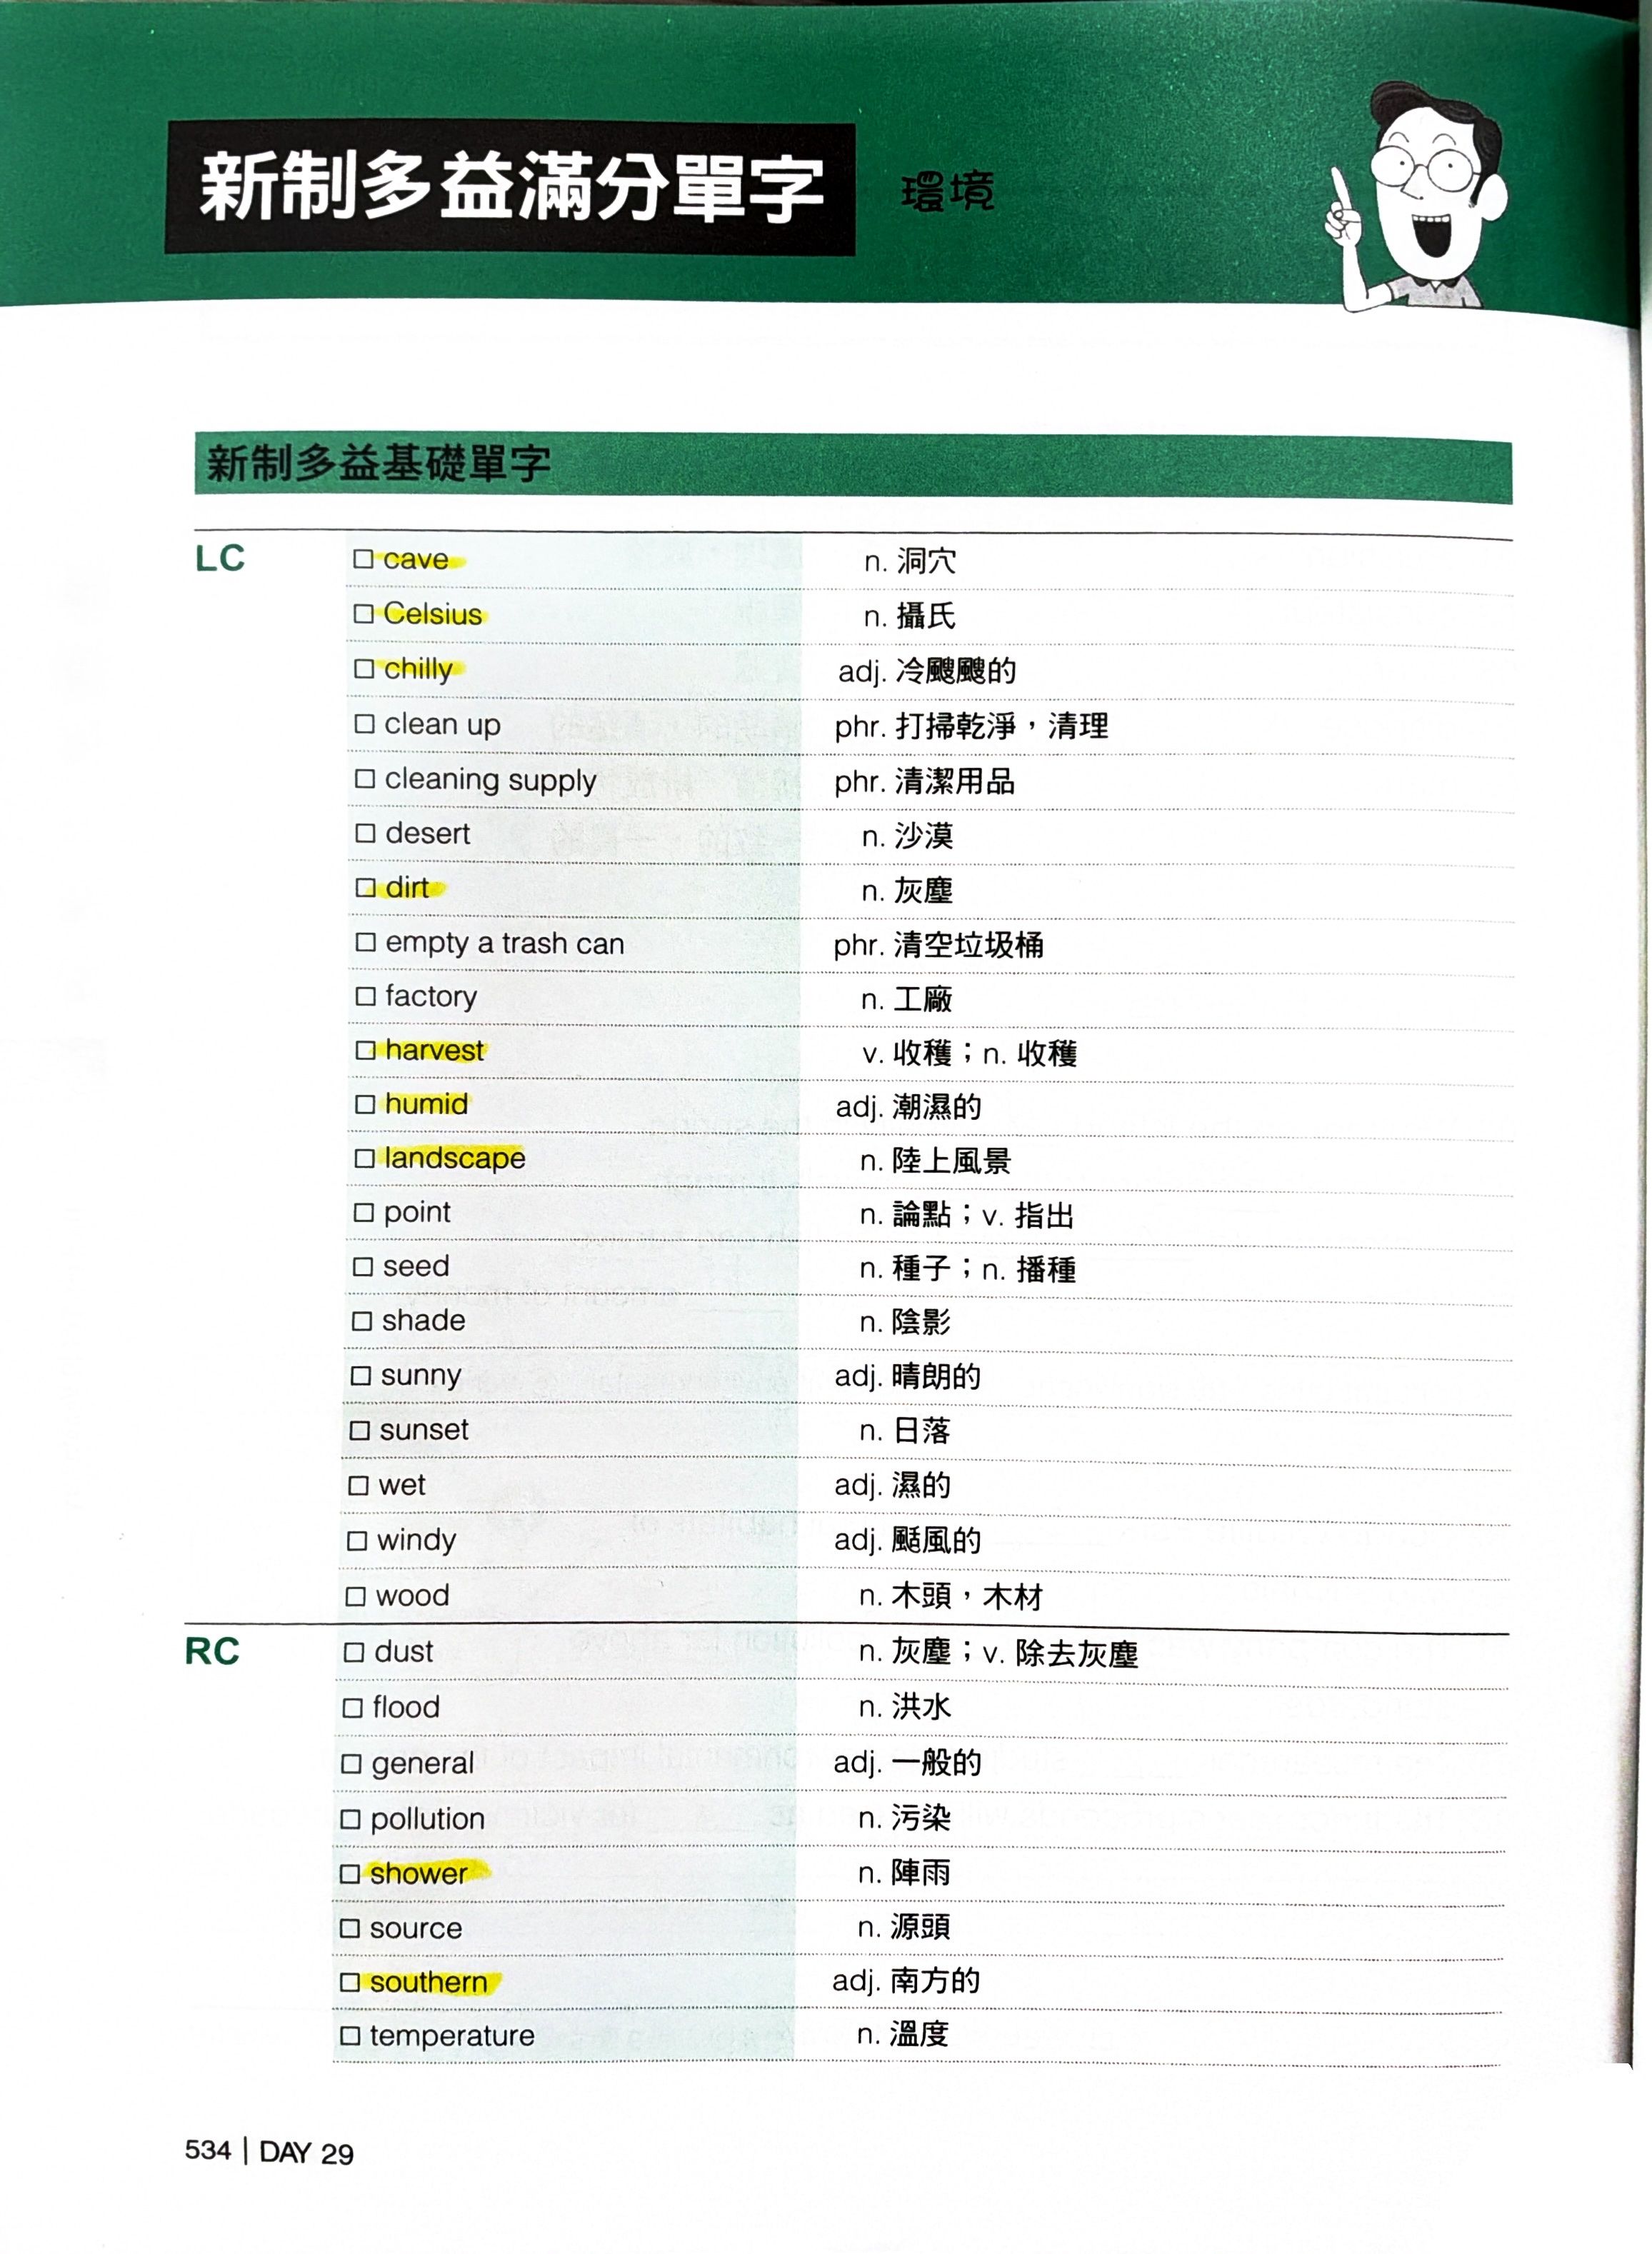 新制多益滿分單字 環境
新制多益基礎單字
LC □ cave n. 洞穴
□ Celsius n. 攝氏
□ chilly adj. 冷颼颼的
□ clean up phr. 打掃乾淨，清理
□ cleaning supply phr. 清潔用品
□ desert n. 沙漠
□ dirt n. 灰塵
□ empty a trash can phr. 清空垃圾桶
□ factory n. 工廠
□ harvest v. 收穫；n. 收穫
□ humid adj. 潮濕的
□ landscape n. 陸上風景
□ point n. 論點；v. 指出
□ seed n. 種子；n. 播種
□ shade n. 陰影
□ sunny adj. 晴朗的
□ sunset n. 日落
□ wet adj. 濕的
□ windy adj. 颳風的
□ wood n. 木頭，木材
RC □ dust n. 灰塵；v. 除去灰塵
□ flood n. 洪水
□ general adj. 一般的
□ pollution n. 污染
□ shower n. 陣雨
□ source n. 源頭
□ southern adj. 南方的
□ temperature n. 溫度
534 | DAY 29